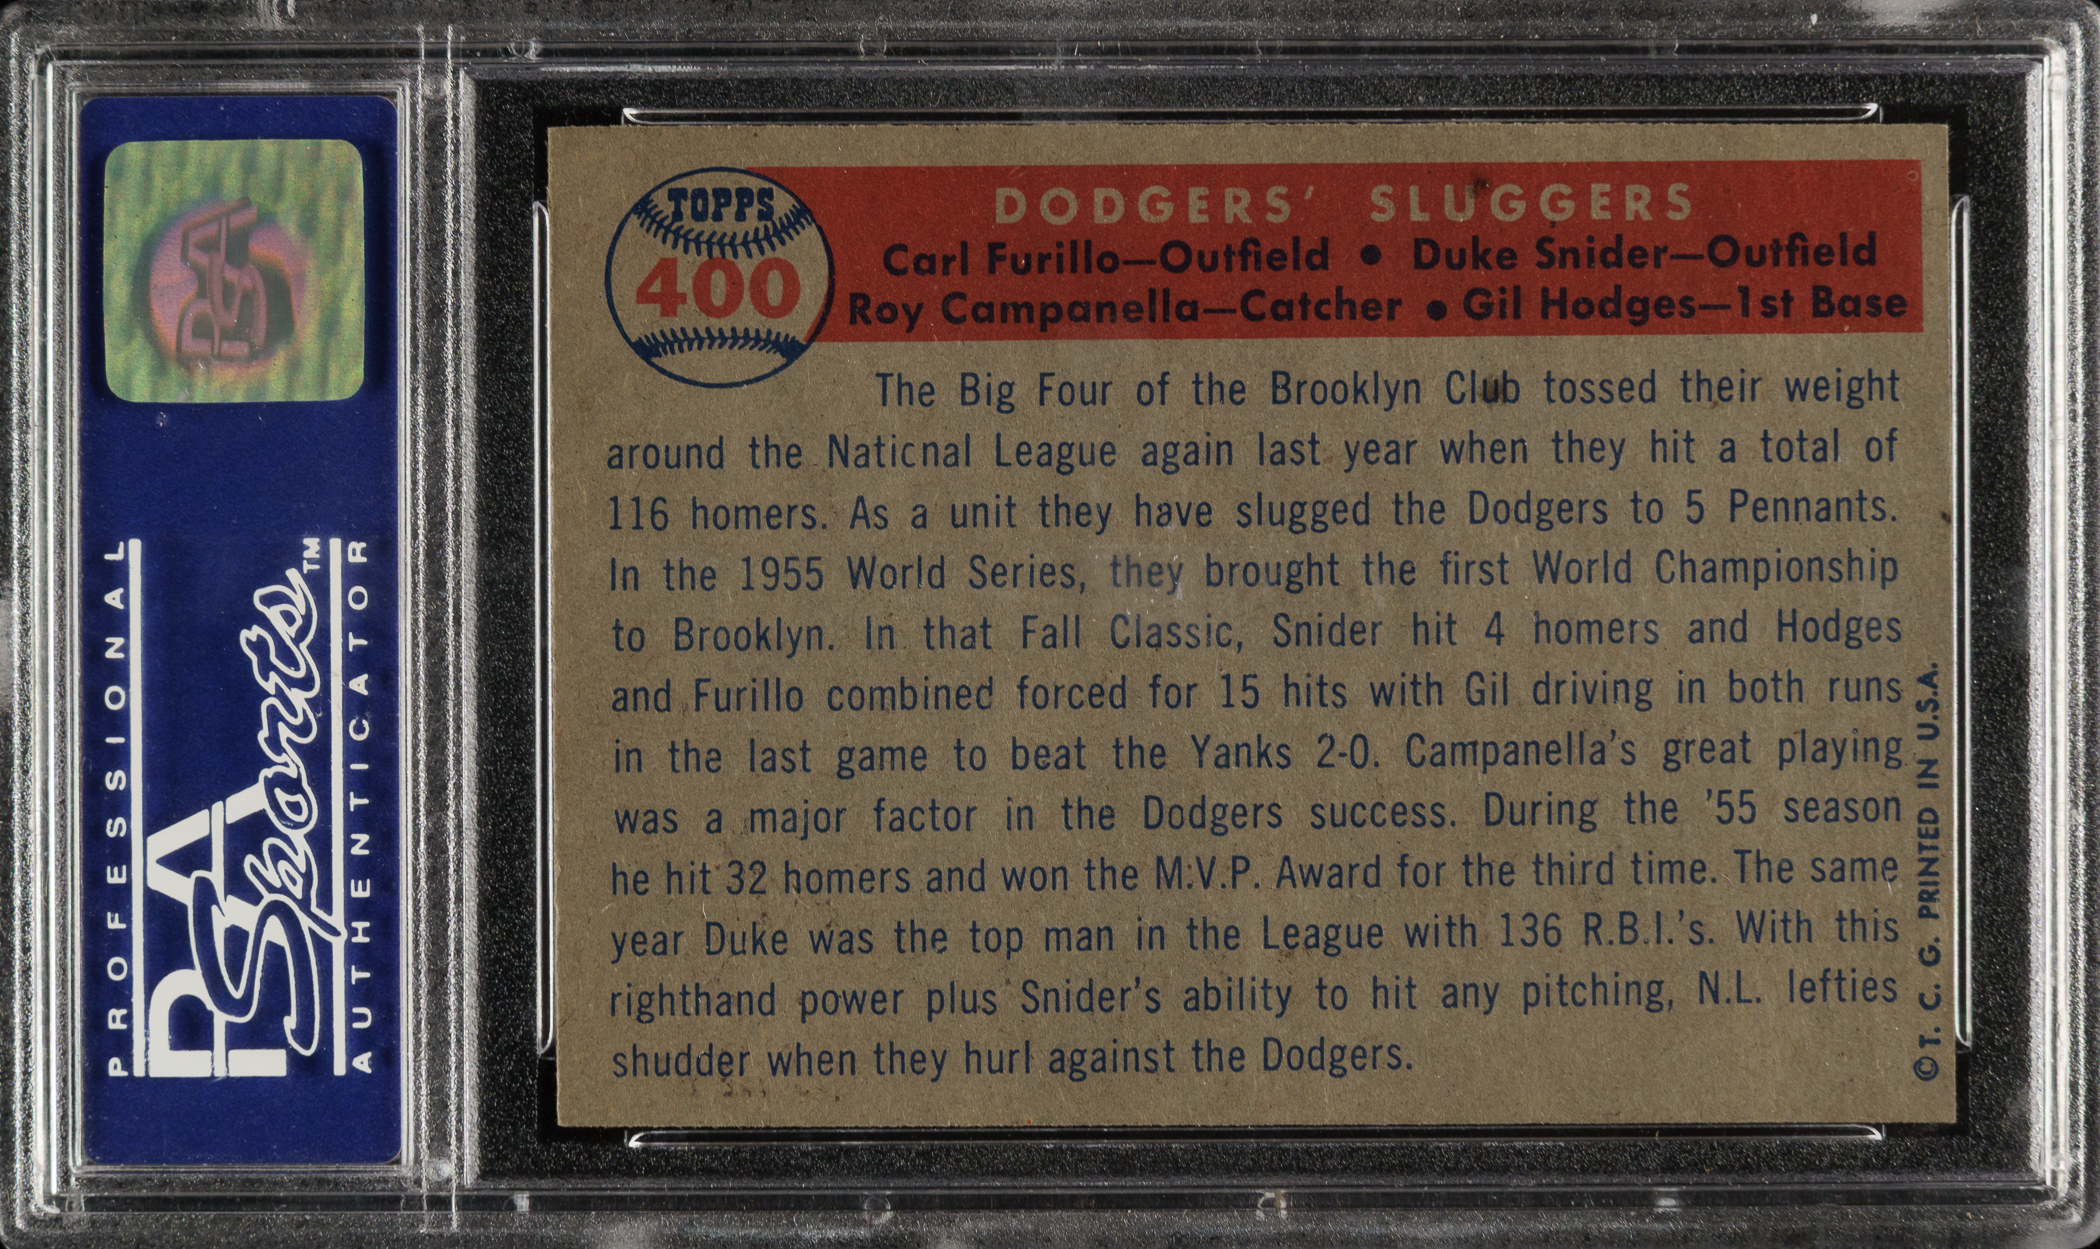 PROFESSIONAL
PSA
Sports™
AUTHENTICATOR
PSA
TOPPS
400
DODGERS' SLUGGERS
Carl Furillo—Outfield • Duke Snider—Outfield
Roy Campanella—Catcher • Gil Hodges—1st Base
The Big Four of the Brooklyn Club tossed their weight
around the National League again last year when they hit a total of
116 homers. As a unit they have slugged the Dodgers to 5 Pennants.
In the 1955 World Series, they brought the first World Championship
to Brooklyn. In that Fall Classic, Snider hit 4 homers and Hodges
and Furillo combined forced for 15 hits with Gil driving in both runs
in the last game to beat the Yanks 2-0. Campanella's great playing
was a major factor in the Dodgers success. During the '55 season
he hit 32 homers and won the M.V.P. Award for the third time. The same
year Duke was the top man in the League with 136 R.B.I.'s. With this
righthand power plus Snider's ability to hit any pitching, N.L. lefties
shudder when they hurl against the Dodgers.
©T. C. G. PRINTED IN U.S.A.